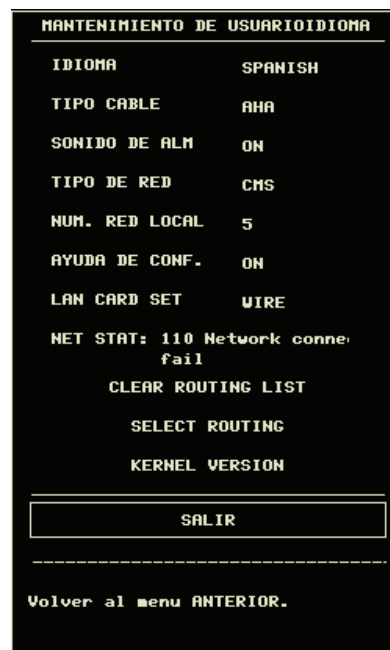 MANTENIMIENTO DE USUARIOIDIOMA
IDIOMA SPANISH
TIPO CABLE AHA
SONIDO DE ALM ON
TIPO DE RED CMS
NUM. RED LOCAL 5
AYUDA DE CONF. ON
LAN CARD SET WIRE
NET STAT: 110 Network conne
fail
CLEAR ROUTING LIST
SELECT ROUTING
KERNEL VERSION
SALIR
Volver al menu ANTERIOR.